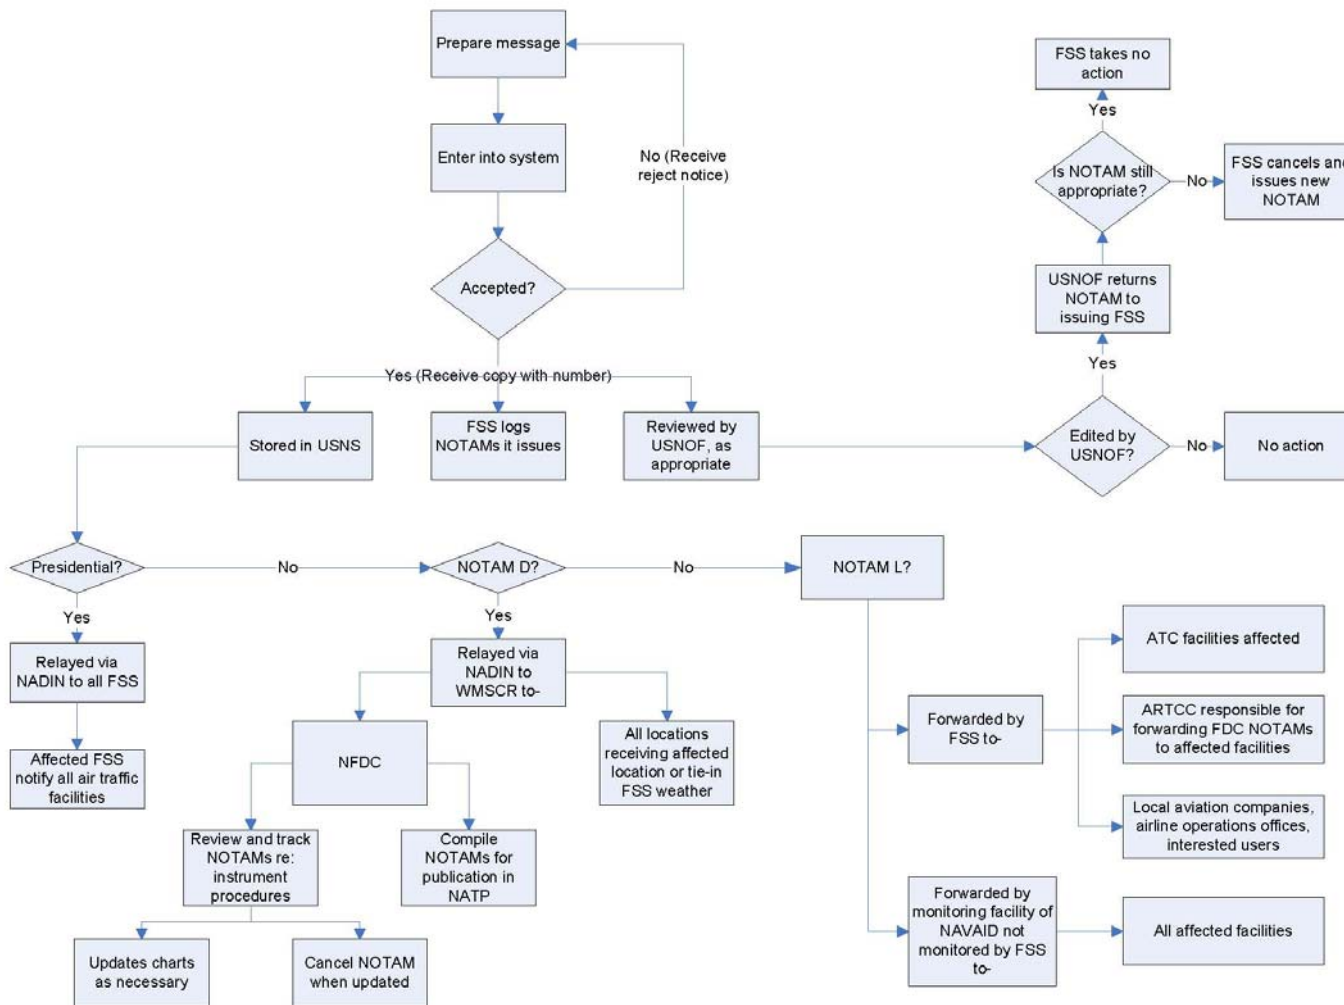 Prepare message
Enter into system
No (Receive
reject notice)
Accepted?
Yes (Receive copy with number)
Stored in USNS
FSS logs
NOTAMs it issues
Reviewed by
USNOF, as
appropriate
FSS takes no
action
Yes
Is NOTAM still
appropriate?
No
FSS cancels and
issues new
NOTAM
USNOF returns
NOTAM to
issuing FSS
Yes
Edited by
USNOF?
No
No action
Presidential?
No
NOTAM D?
No
NOTAM L?
Yes
Relayed via
NADIN to all FSS
Affected FSS
notify all air traffic
facilities
Yes
Relayed via
NADIN to
WMSCR to-
NFDC
All locations
receiving affected
location or tie-in
FSS weather
Review and track
NOTAMs re:
instrument
procedures
Compile
NOTAMs for
publication in
NATP
Updates charts
as necessary
Cancel NOTAM
when updated
Forwarded by
FSS to-
ATC facilities affected
ARTCC responsible for
forwarding FDC NOTAMs
to affected facilities
Local aviation companies,
airline operations offices,
interested users
Forwarded by
monitoring facility of
NAVAID not
monitored by FSS
to-
All affected facilities